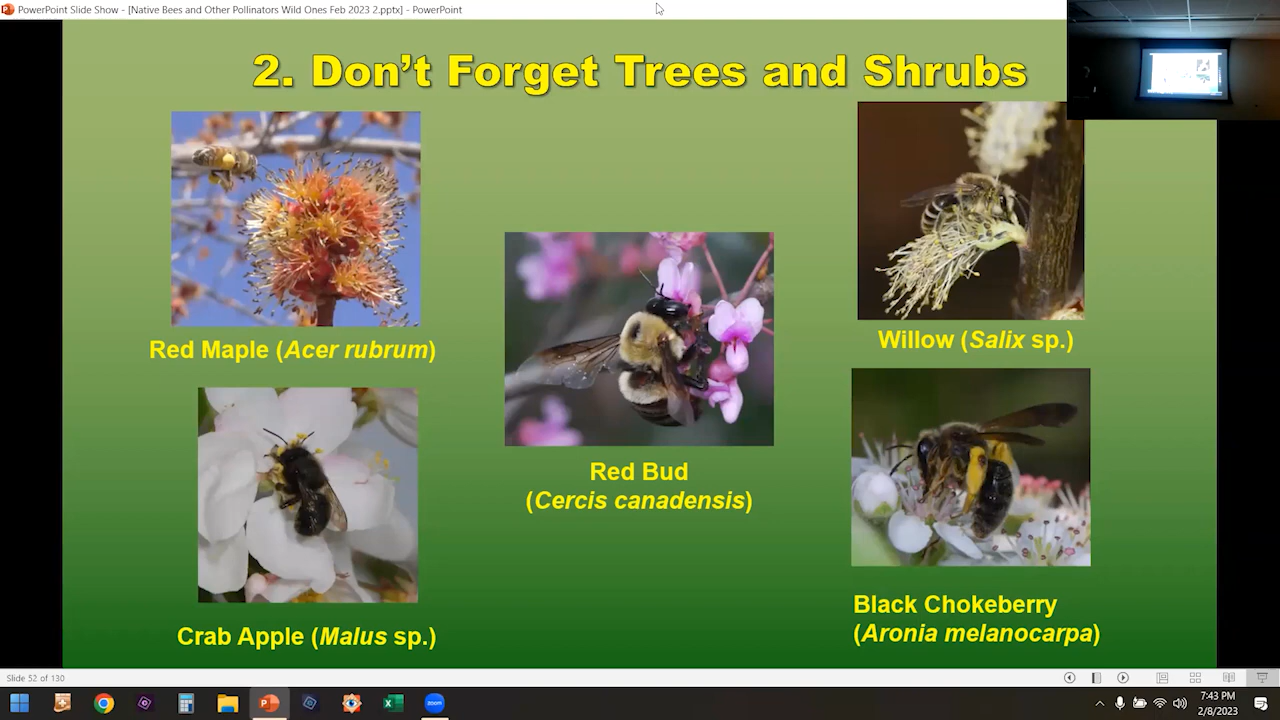 PowerPoint Slide Show - [Native Bees and Other Pollinators Wild Ones Feb 2023 2.pptx] - PowerPoint
2. Don't Forget Trees and Shrubs
Red Maple (Acer rubrum)
Willow (Salix sp.)
Red Bud
(Cercis canadensis)
Crab Apple (Malus sp.)
Black Chokeberry
(Aronia melanocarpa)
Slide 52 of 130
zoom
7:43 PM
2/8/2023